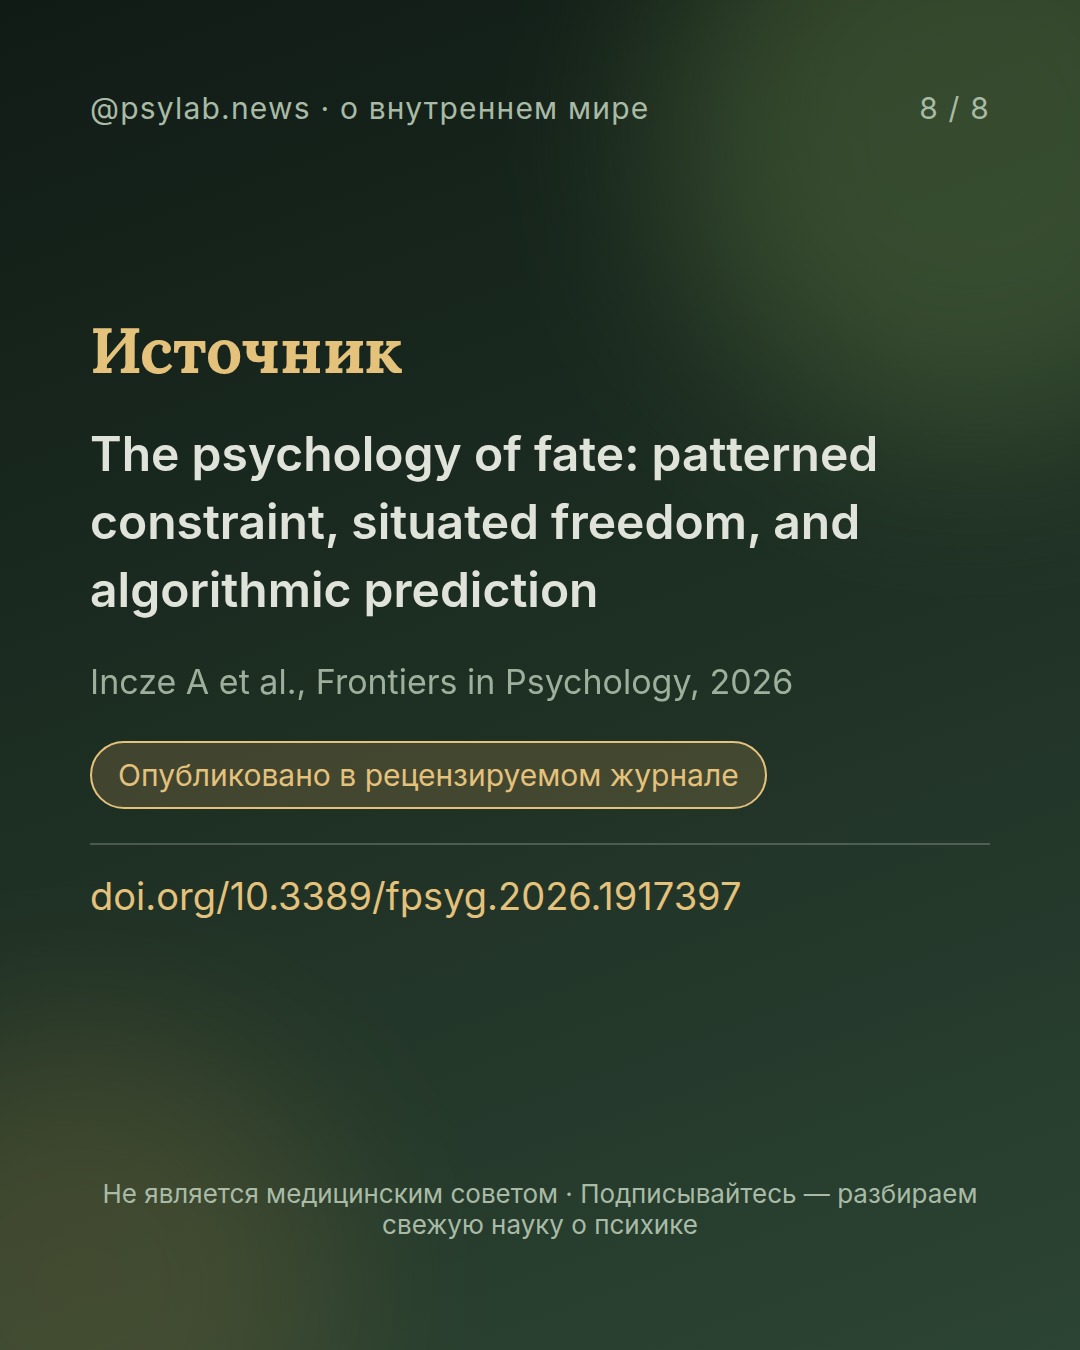 @psylab.news · о внутреннем мире
8 / 8
Источник
The psychology of fate: patterned
constraint, situated freedom, and
algorithmic prediction
Incze A et al., Frontiers in Psychology, 2026
Опубликовано в рецензируемом журнале
doi.org/10.3389/fpsyg.2026.1917397
Не является медицинским советом · Подписывайтесь — разбираем
свежую науку о психике